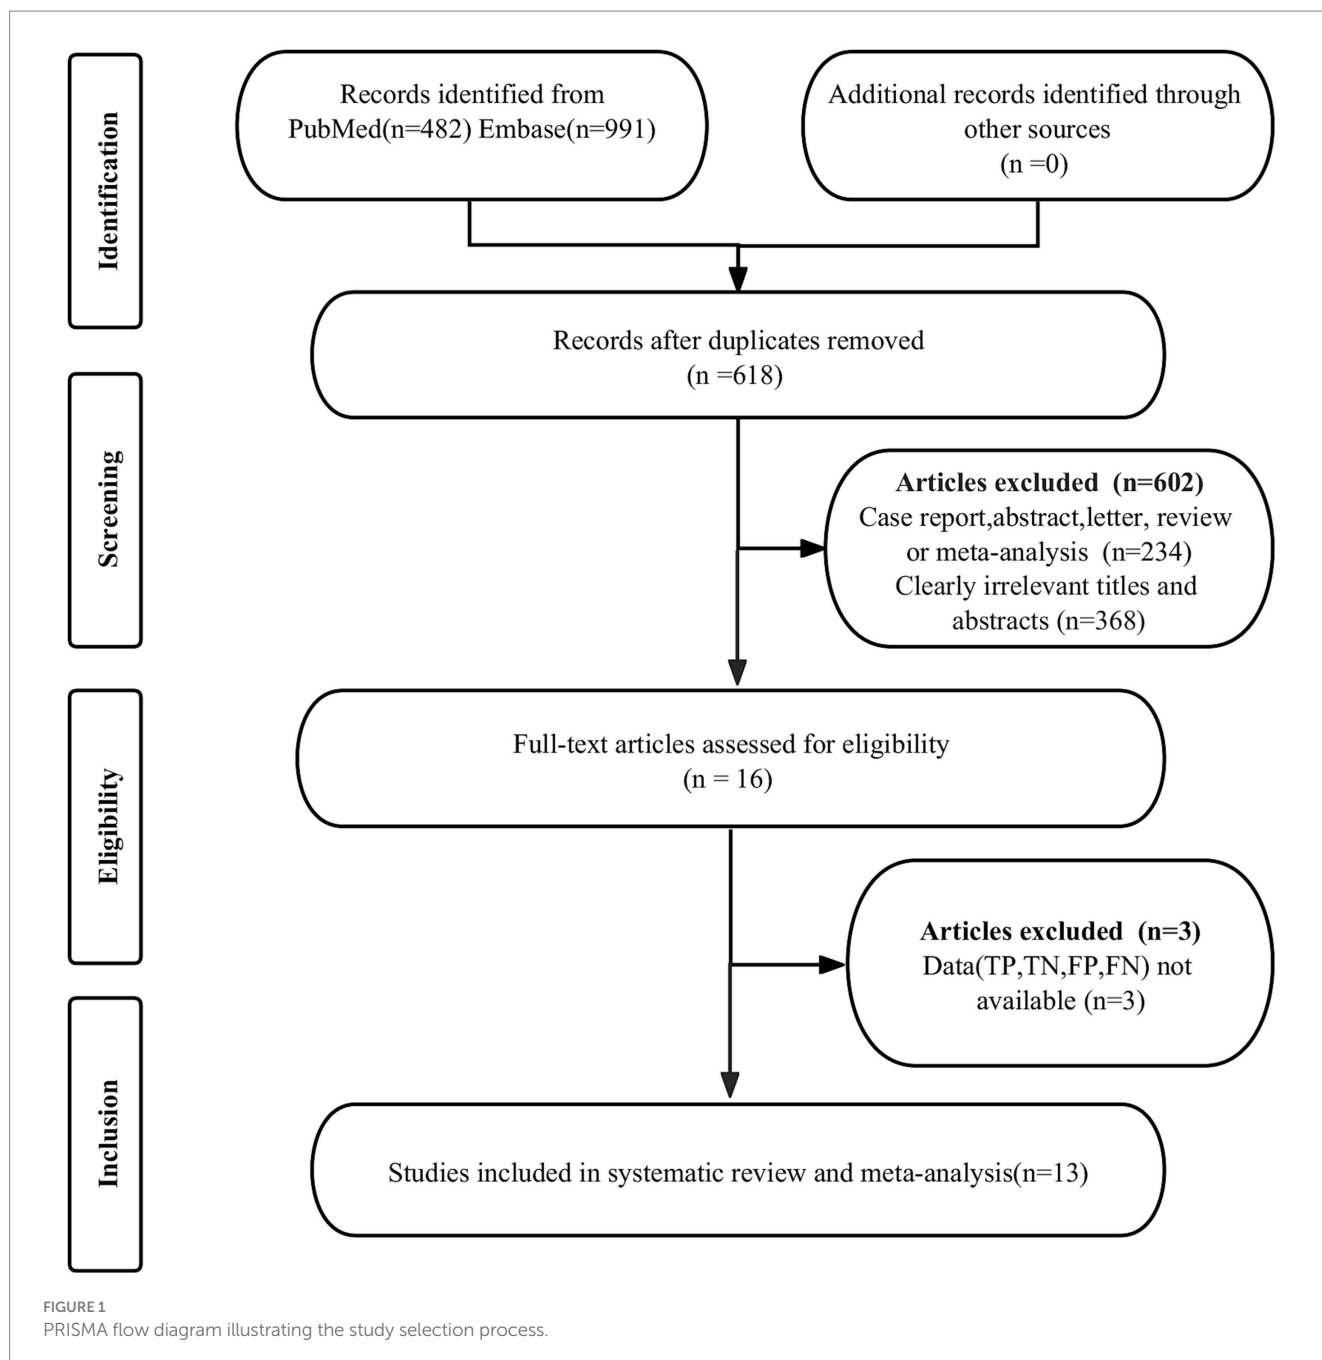 Identification
Records identified from
PubMed(n=482) Embase(n=991)
Additional records identified through
other sources
(n =0)
Records after duplicates removed
(n =618)
Screening
Articles excluded (n=602)
Case report,abstract,letter, review
or meta-analysis (n=234)
Clearly irrelevant titles and
abstracts (n=368)
Eligibility
Full-text articles assessed for eligibility
(n = 16)
Articles excluded (n=3)
Data(TP,TN,FP,FN) not
available (n=3)
Inclusion
Studies included in systematic review and meta-analysis(n=13)
FIGURE 1
PRISMA flow diagram illustrating the study selection process.